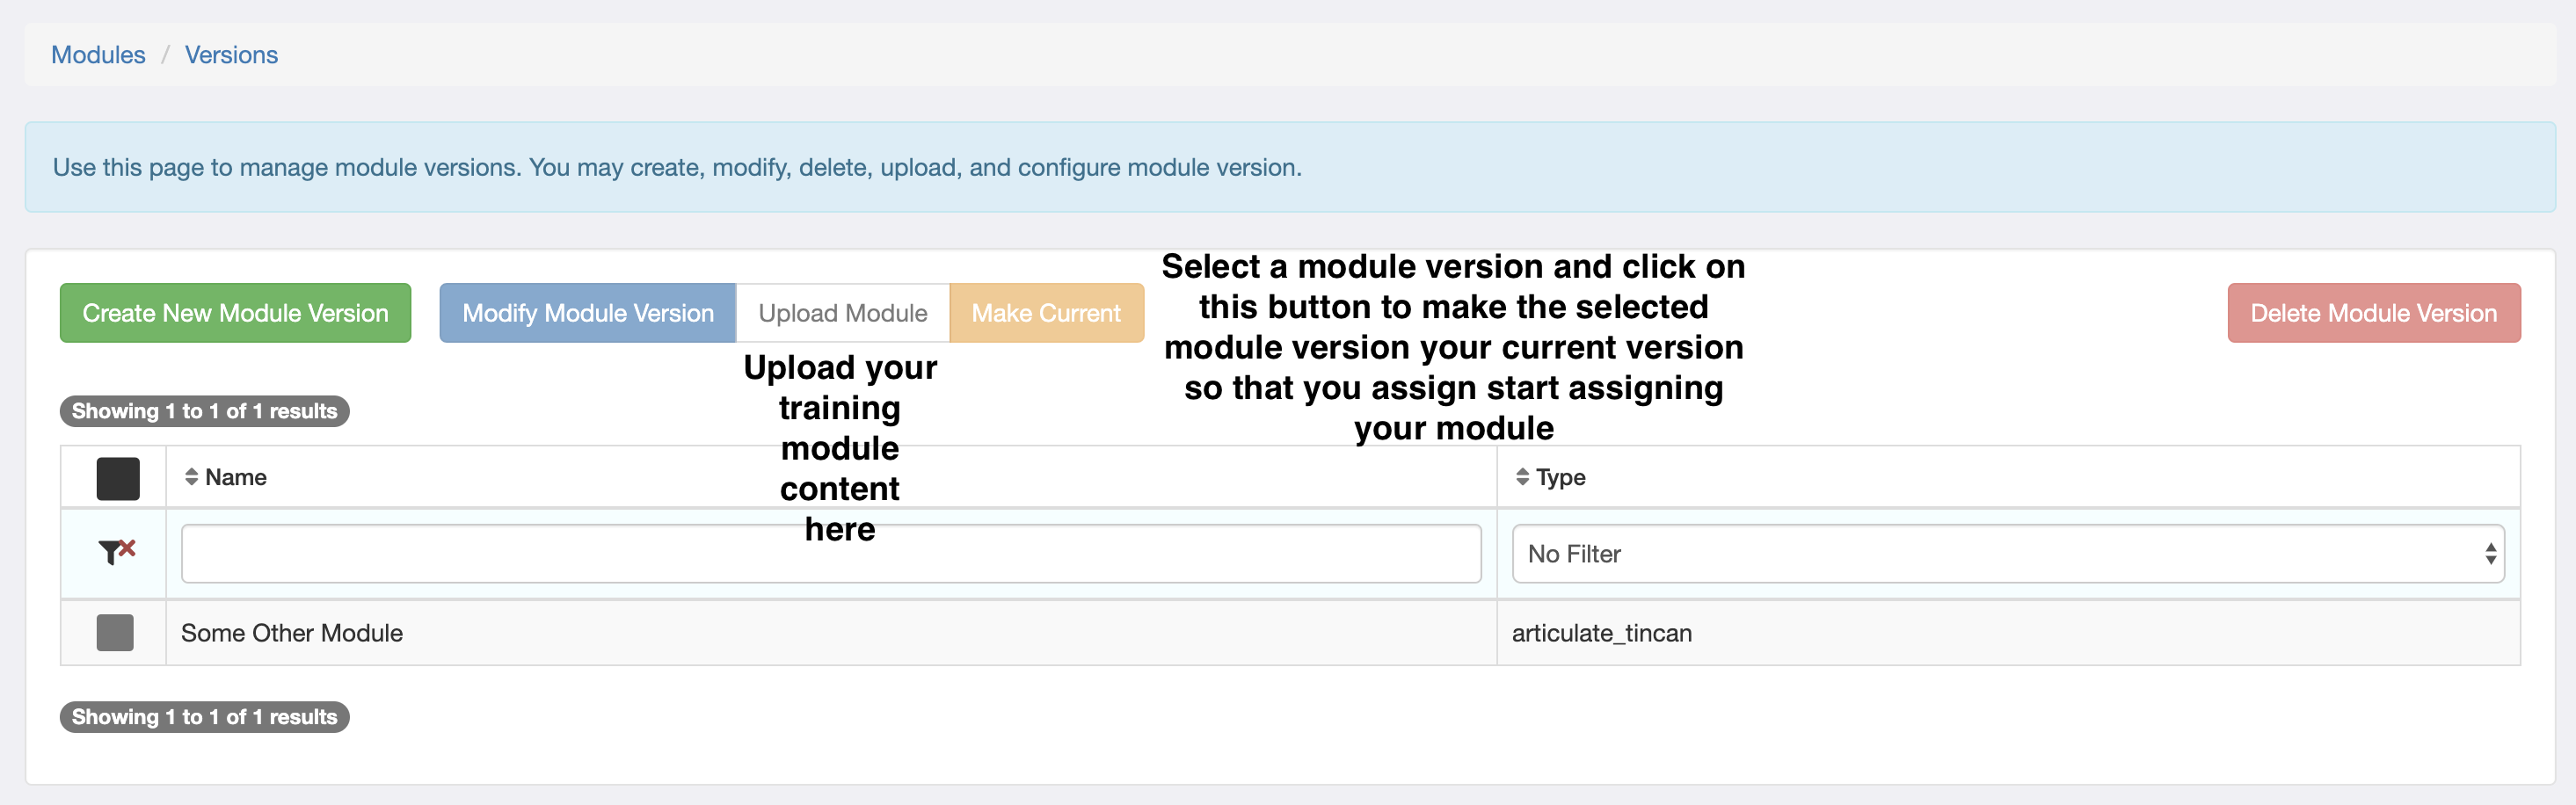 Modules / Versions
Use this page to manage module versions. You may create, modify, delete, upload, and configure module version.
Create New Module Version
Modify Module Version
Upload Module
Make Current
Select a module version and click on
this button to make the selected
module version your current version
so that you assign start assigning
your module
Delete Module Version
Upload your
training
module
content
here
Showing 1 to 1 of 1 results
Name
Type
No Filter
Some Other Module
articulate_tincan
Showing 1 to 1 of 1 results